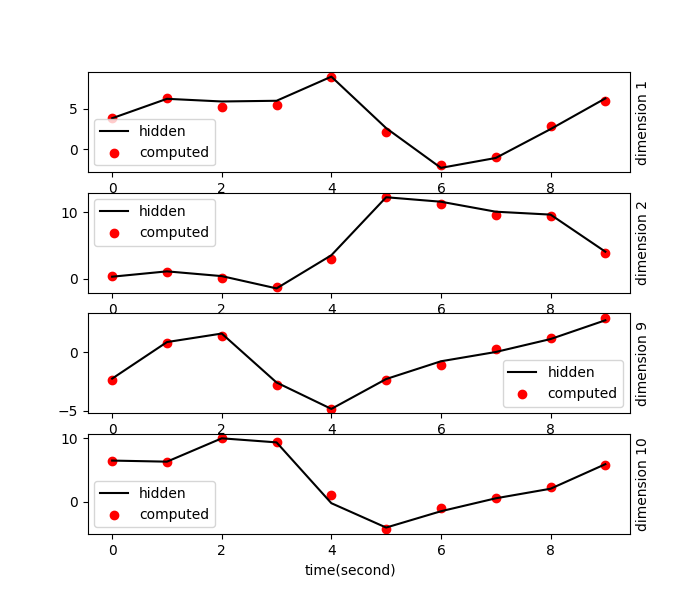 5
0
hidden
computed
dimension 1
0 2 4 6 8
10
0
hidden
computed
dimension 2
0 2 4 6 8
0
−5
hidden
computed
dimension 9
0 2 4 6 8
10
0
hidden
computed
dimension 10
0 2 4 6 8
time(second)